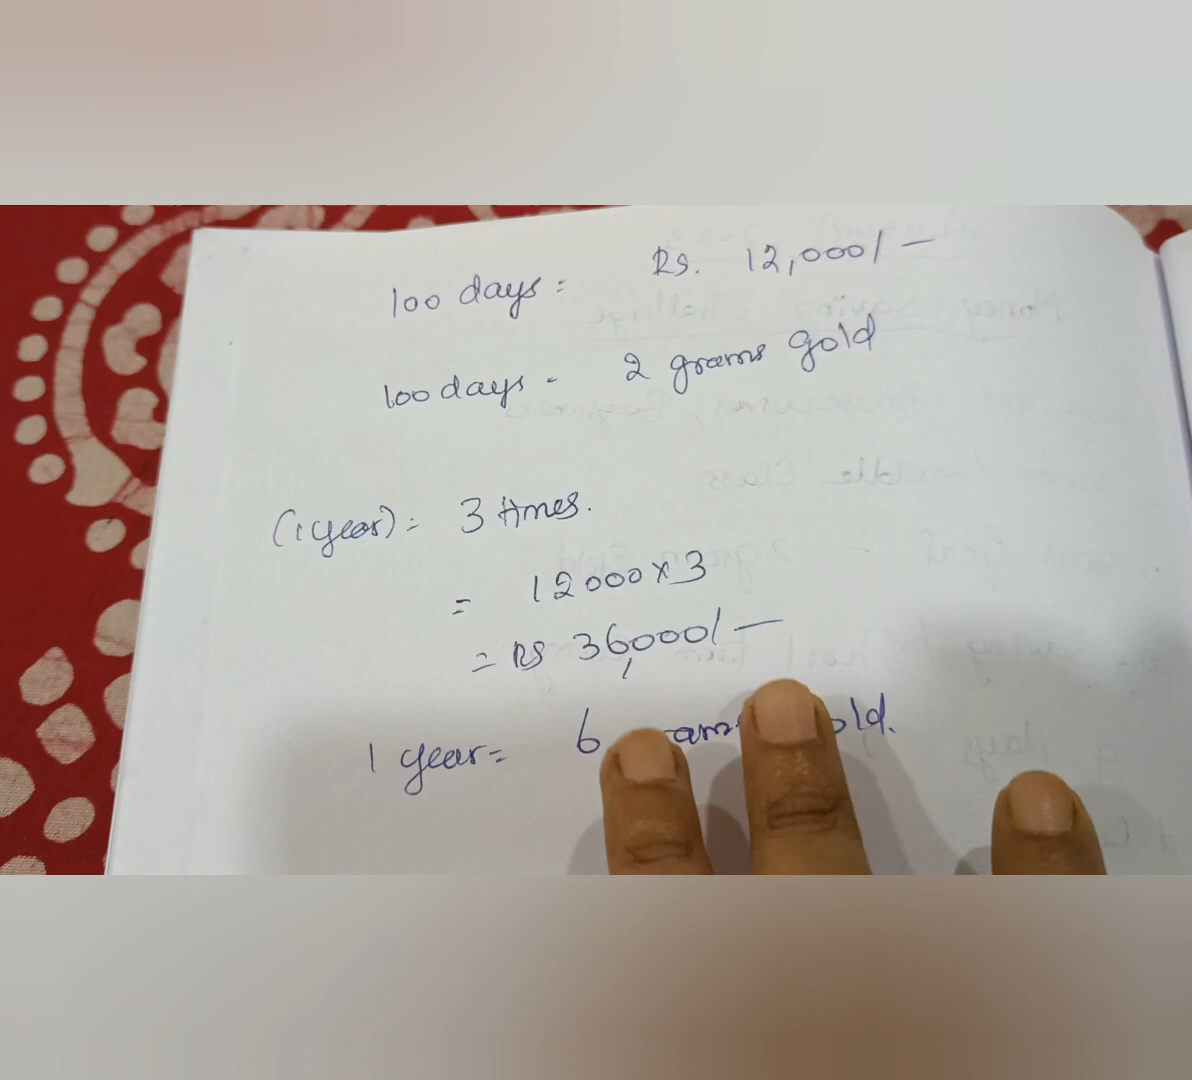 100 days = Rs. 12,000/-
100 days - 2 grams gold
(1 year) = 3 times.
= 12000 x 3
= Rs 36,000/-
1 year = 6